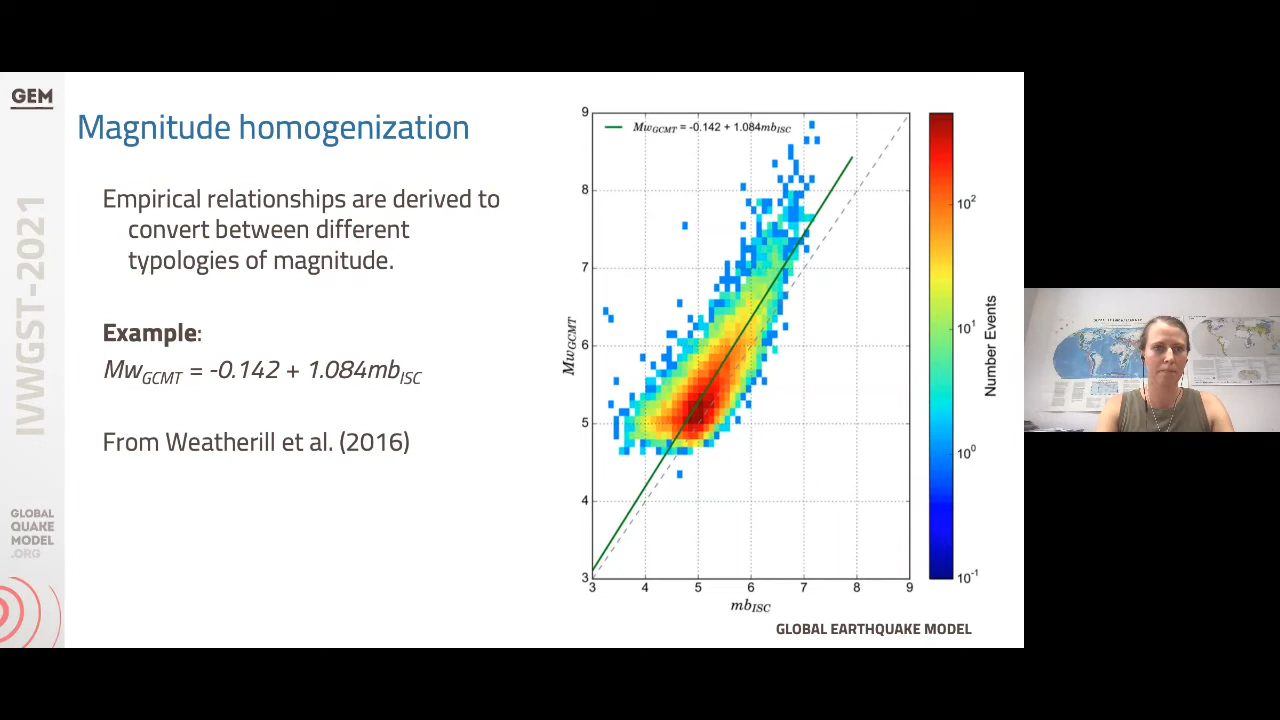 GEM
IVWGST-2021
GLOBAL
QUAKE
MODEL
.ORG
Magnitude homogenization
Empirical relationships are derived to
convert between different
typologies of magnitude.
Example:
Mw_GCMT = -0.142 + 1.084mb_ISC
From Weatherill et al. (2016)
Mw_GCMT = -0.142 + 1.084mb_ISC
9
8
7
6
5
4
3
Mw_GCMT
3 4 5 6 7 8 9
mb_ISC
10^2
10^1
10^0
10^-1
Number Events
GLOBAL EARTHQUAKE MODEL